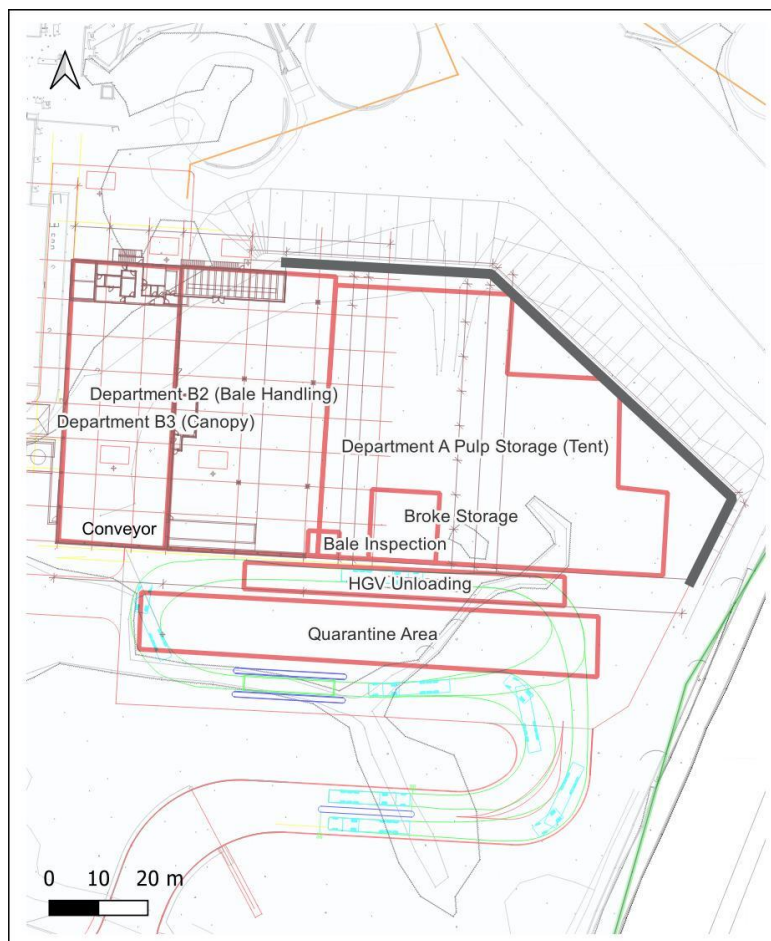 Department B2 (Bale Handling)
Department B3 (Canopy)
Department A Pulp Storage (Tent)
Broke Storage
Conveyor
Bale Inspection
HGV Unloading
Quarantine Area
0 10 20 m